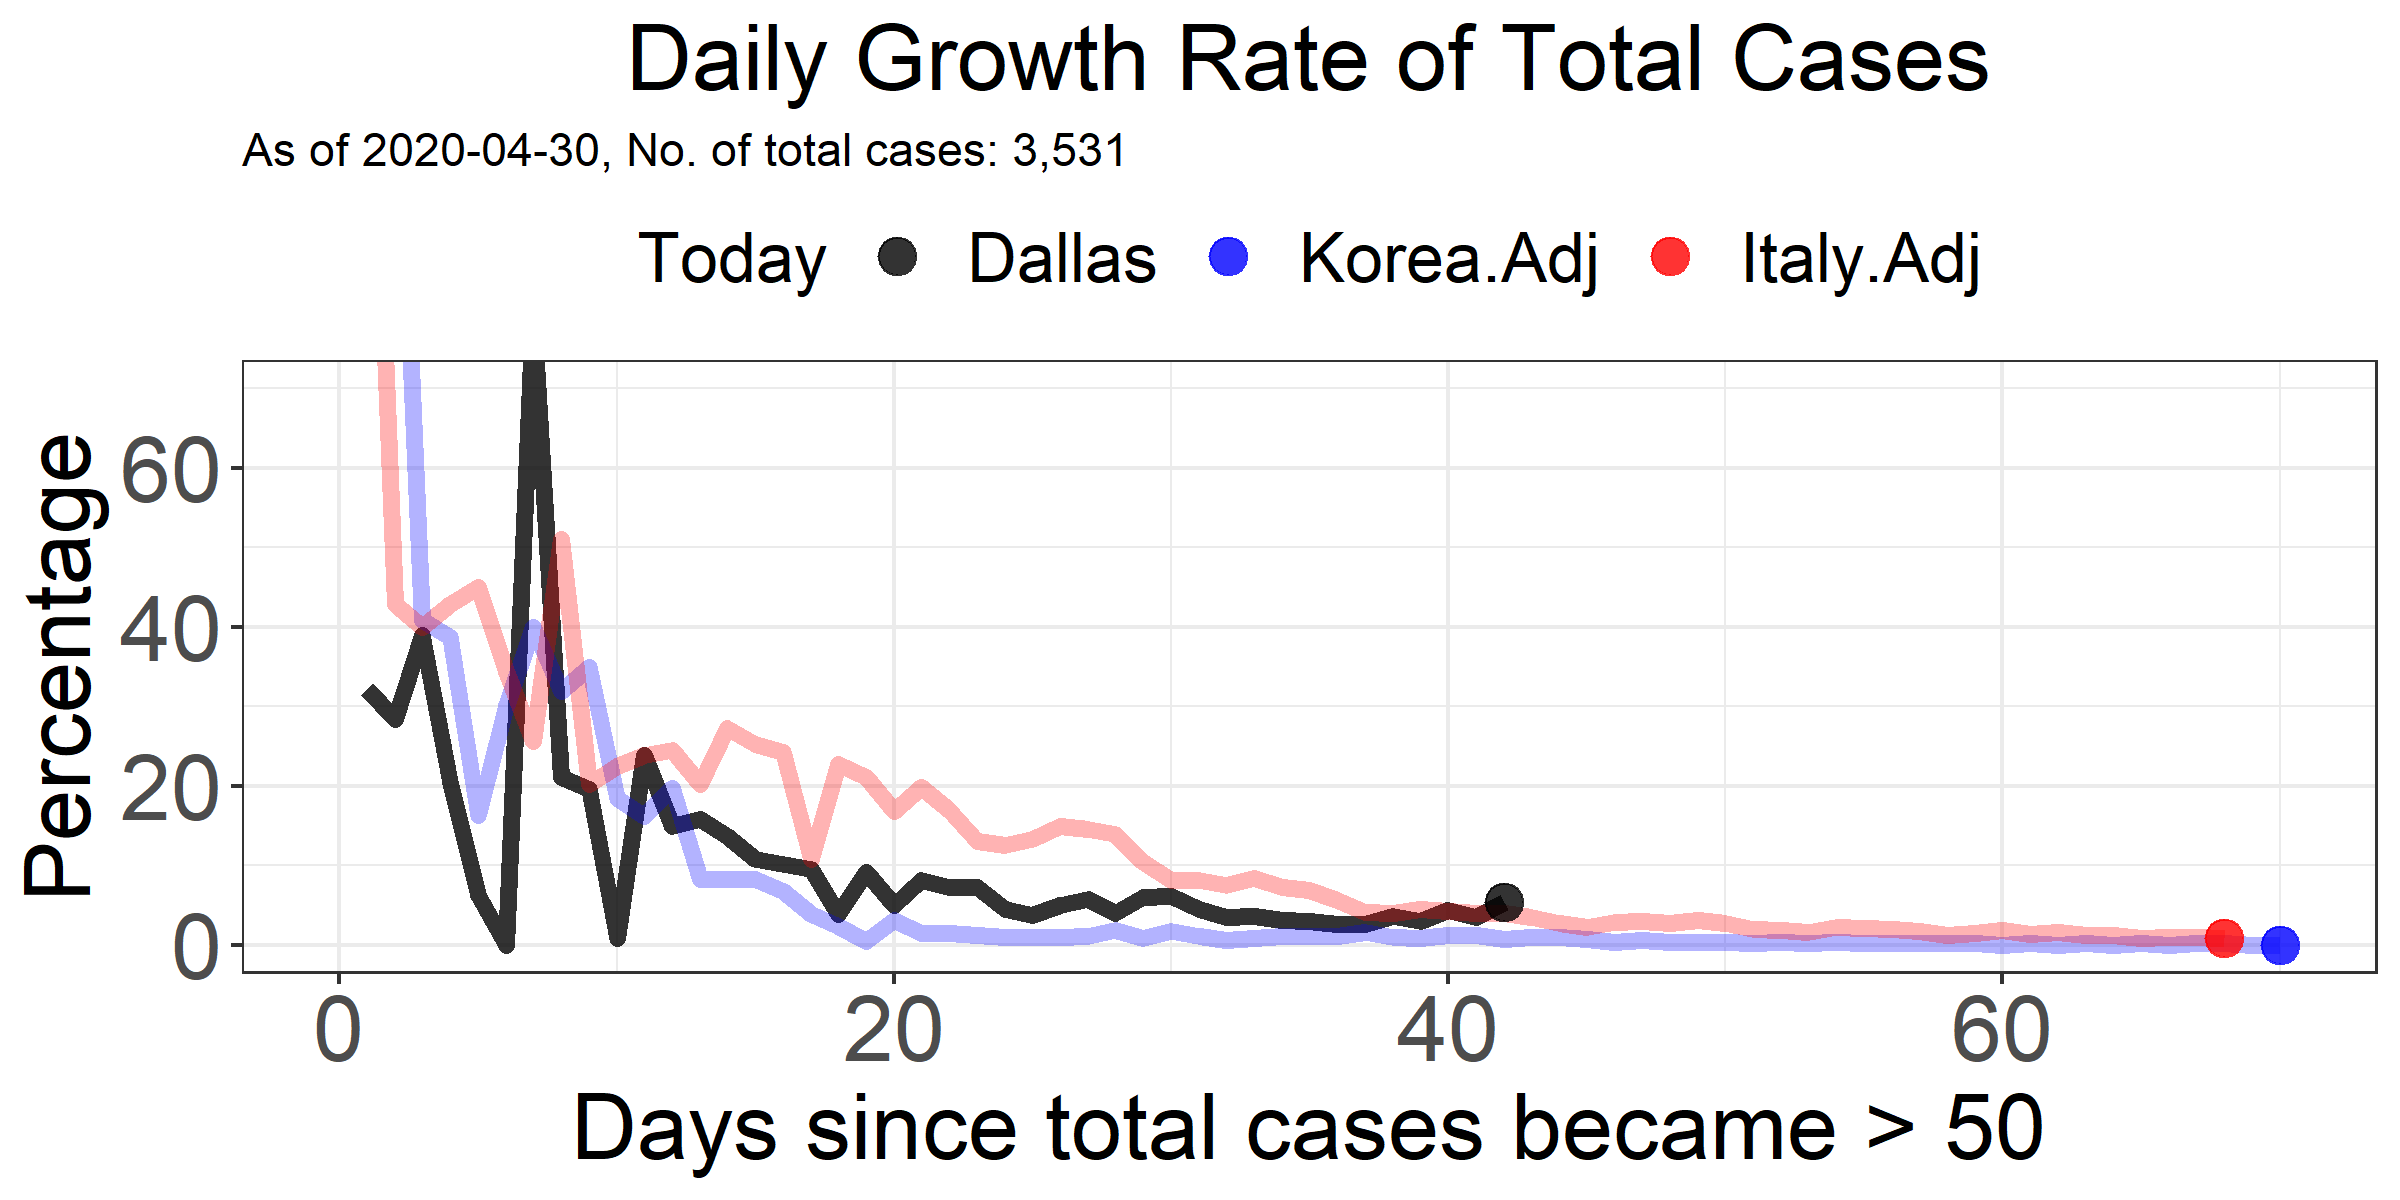 Daily Growth Rate of Total Cases
As of 2020-04-30, No. of total cases: 3,531
Today Dallas Korea.Adj Italy.Adj
Percentage
60
40
20
0
0 20 40 60
Days since total cases became > 50